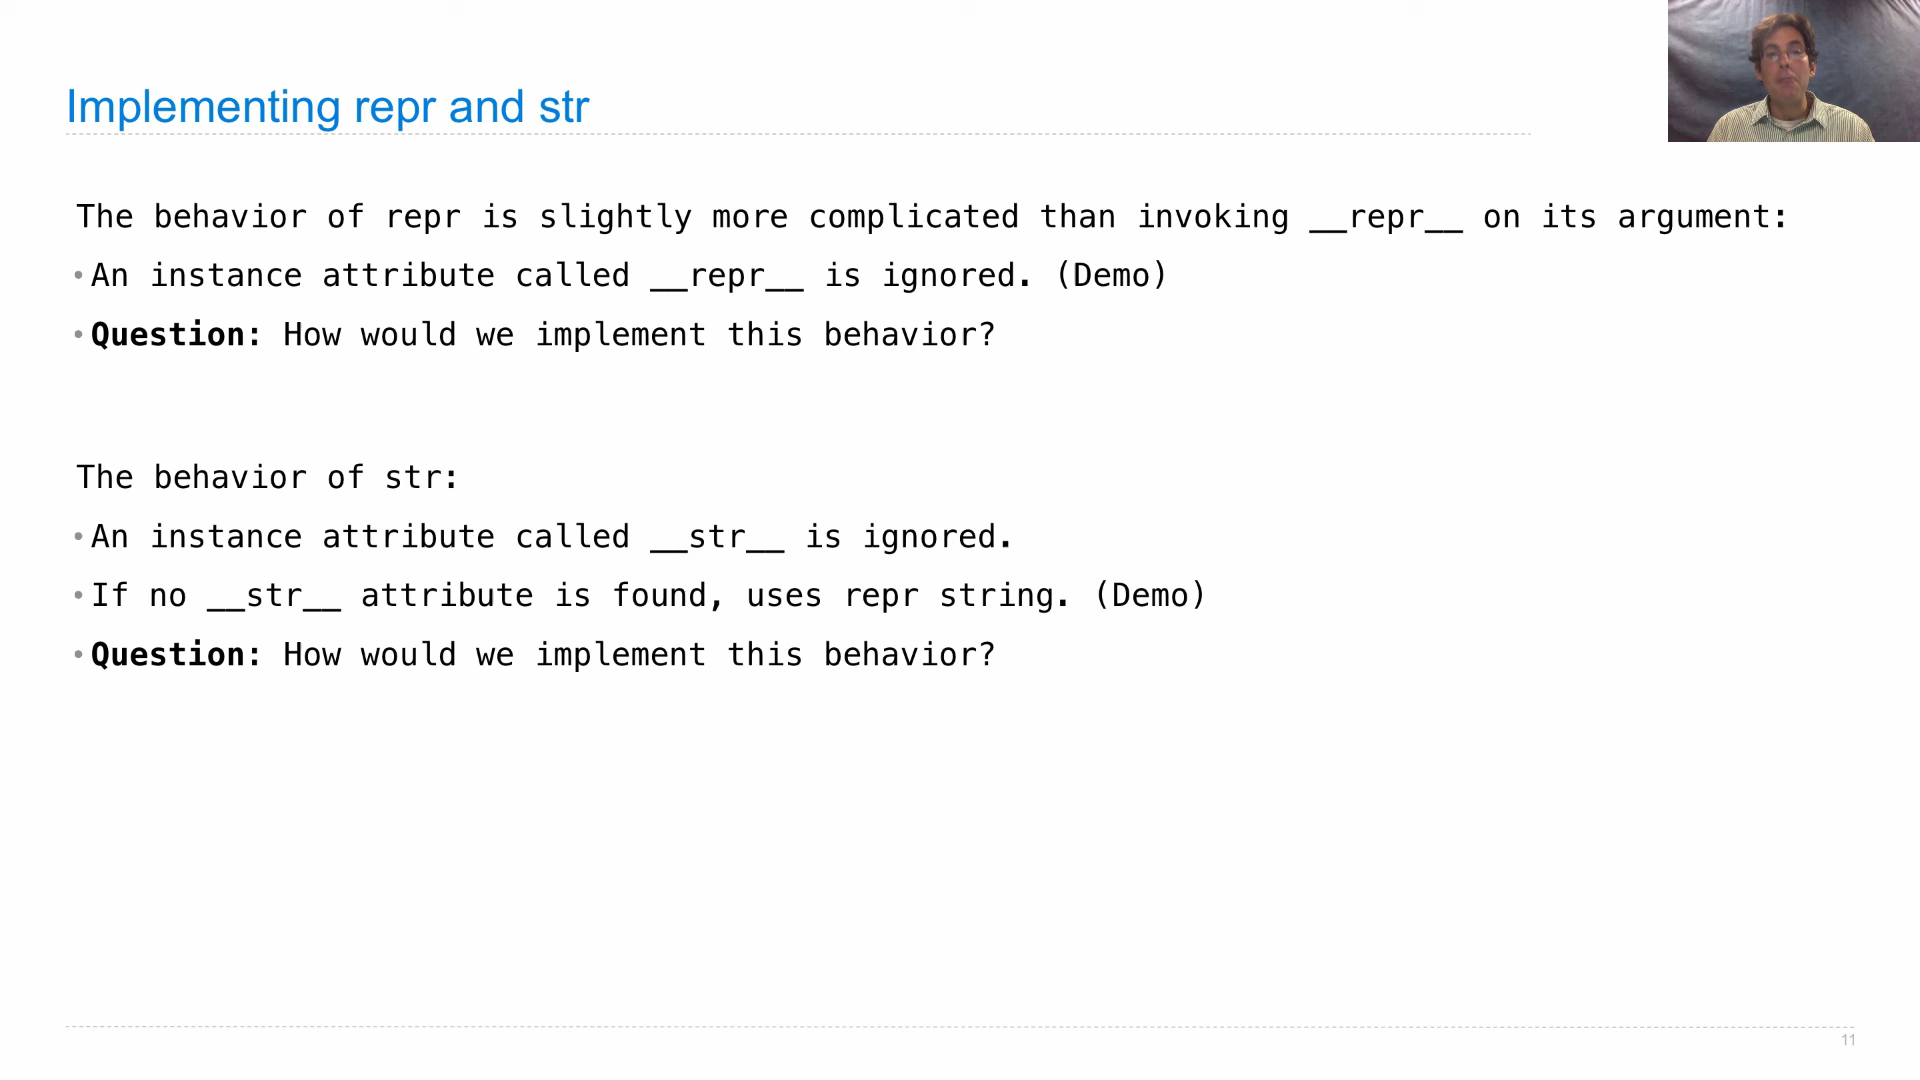 Implementing repr and str
The behavior of repr is slightly more complicated than invoking __repr__ on its argument:
•An instance attribute called __repr__ is ignored. (Demo)
•Question: How would we implement this behavior?
The behavior of str:
•An instance attribute called __str__ is ignored.
•If no __str__ attribute is found, uses repr string. (Demo)
•Question: How would we implement this behavior?
11